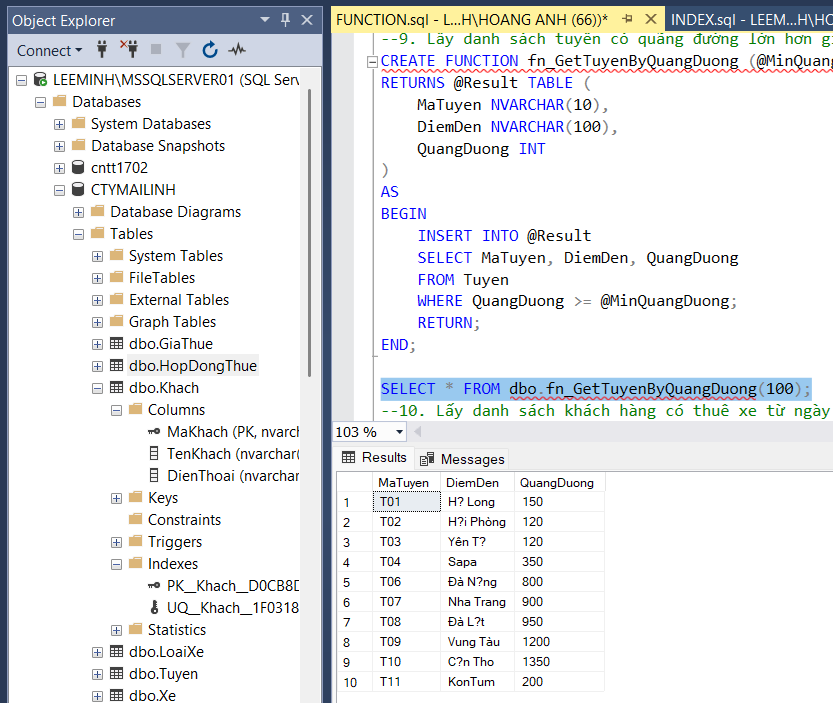 Object Explorer
Connect
LEEMINH\MSSQLSERVER01 (SQL Serv
Databases
System Databases
Database Snapshots
cntt1702
CTYMAILINH
Database Diagrams
Tables
System Tables
FileTables
External Tables
Graph Tables
dbo.GiaThue
dbo.HopDongThue
dbo.Khach
Columns
MaKhach (PK, nvarch
TenKhach (nvarchar(
DienThoai (nvarchar
Keys
Constraints
Triggers
Indexes
PK__Khach__D0CB8D
UQ__Khach__1F0318
Statistics
dbo.LoaiXe
dbo.Tuyen
dbo.Xe
FUNCTION.sql - L...H\HOANG ANH (66))*
INDEX.sql - LEEM...H\HO
--9. Lấy danh sách tuyến có quãng đường lớn hơn gi
CREATE FUNCTION fn_GetTuyenByQuangDuong (@MinQuang
RETURNS @Result TABLE (
MaTuyen NVARCHAR(10),
DiemDen NVARCHAR(100),
QuangDuong INT
)
AS
BEGIN
INSERT INTO @Result
SELECT MaTuyen, DiemDen, QuangDuong
FROM Tuyen
WHERE QuangDuong >= @MinQuangDuong;
RETURN;
END;
SELECT * FROM dbo.fn_GetTuyenByQuangDuong(100);
--10. Lấy danh sách khách hàng có thuê xe từ ngày
103 %
Results Messages
MaTuyen DiemDen QuangDuong
1 T01 H? Long 150
2 T02 H?i Phòng 120
3 T03 Yên T? 120
4 T04 Sapa 350
5 T06 Đà N?ng 800
6 T07 Nha Trang 900
7 T08 Đà L?t 950
8 T09 Vung Tàu 1200
9 T10 C?n Tho 1350
10 T11 KonTum 200